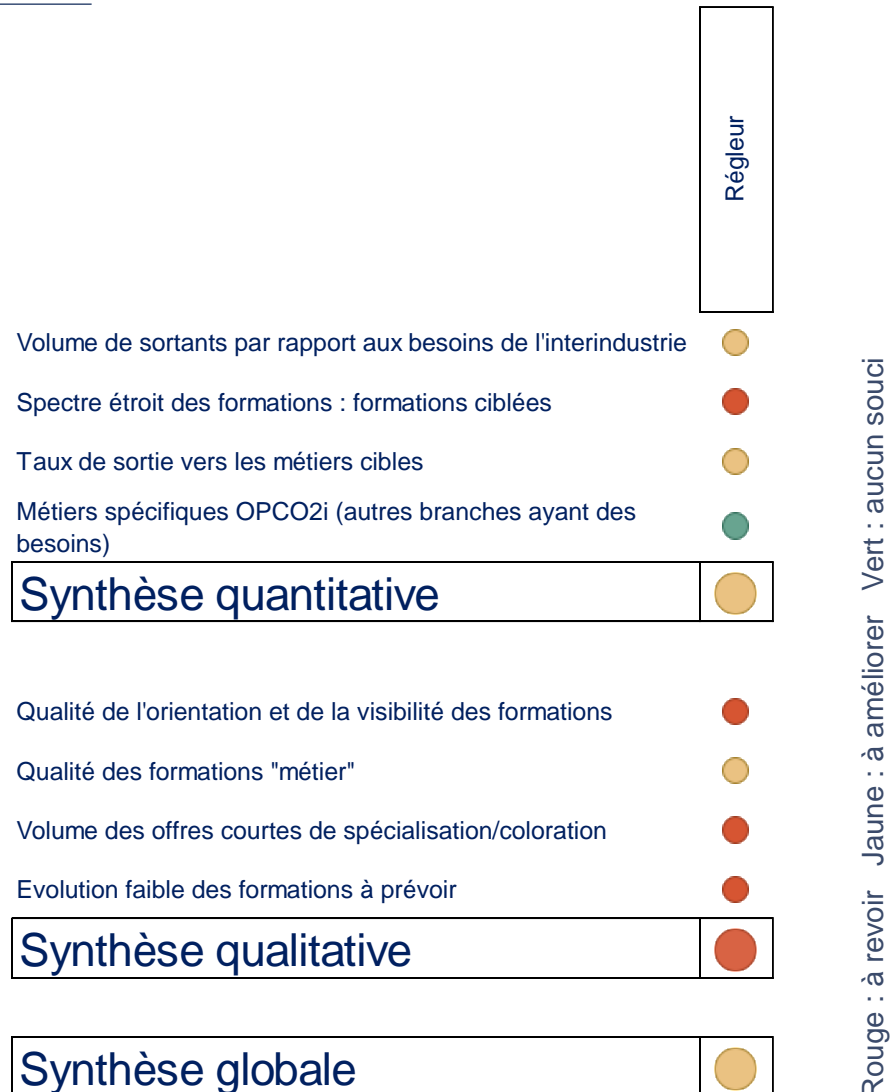 Régleur
Volume de sortants par rapport aux besoins de l'interindustrie
Spectre étroit des formations : formations ciblées
Taux de sortie vers les métiers cibles
Métiers spécifiques OPCO2i (autres branches ayant des
besoins)
Synthèse quantitative
Qualité de l'orientation et de la visibilité des formations
Qualité des formations "métier"
Volume des offres courtes de spécialisation/coloration
Evolution faible des formations à prévoir
Synthèse qualitative
Synthèse globale
Rouge : à revoir Jaune : à améliorer Vert : aucun souci